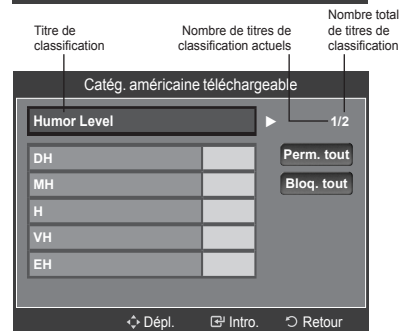 Titre de
classification
Nombre de titres de
classification actuels
Nombre total
de titres de
classification
Catég. américaine téléchargeable
Humor Level
► 1/2
DH
MH
H
VH
EH
Perm. tout
Bloq. tout
Dépl. Intro. Retour